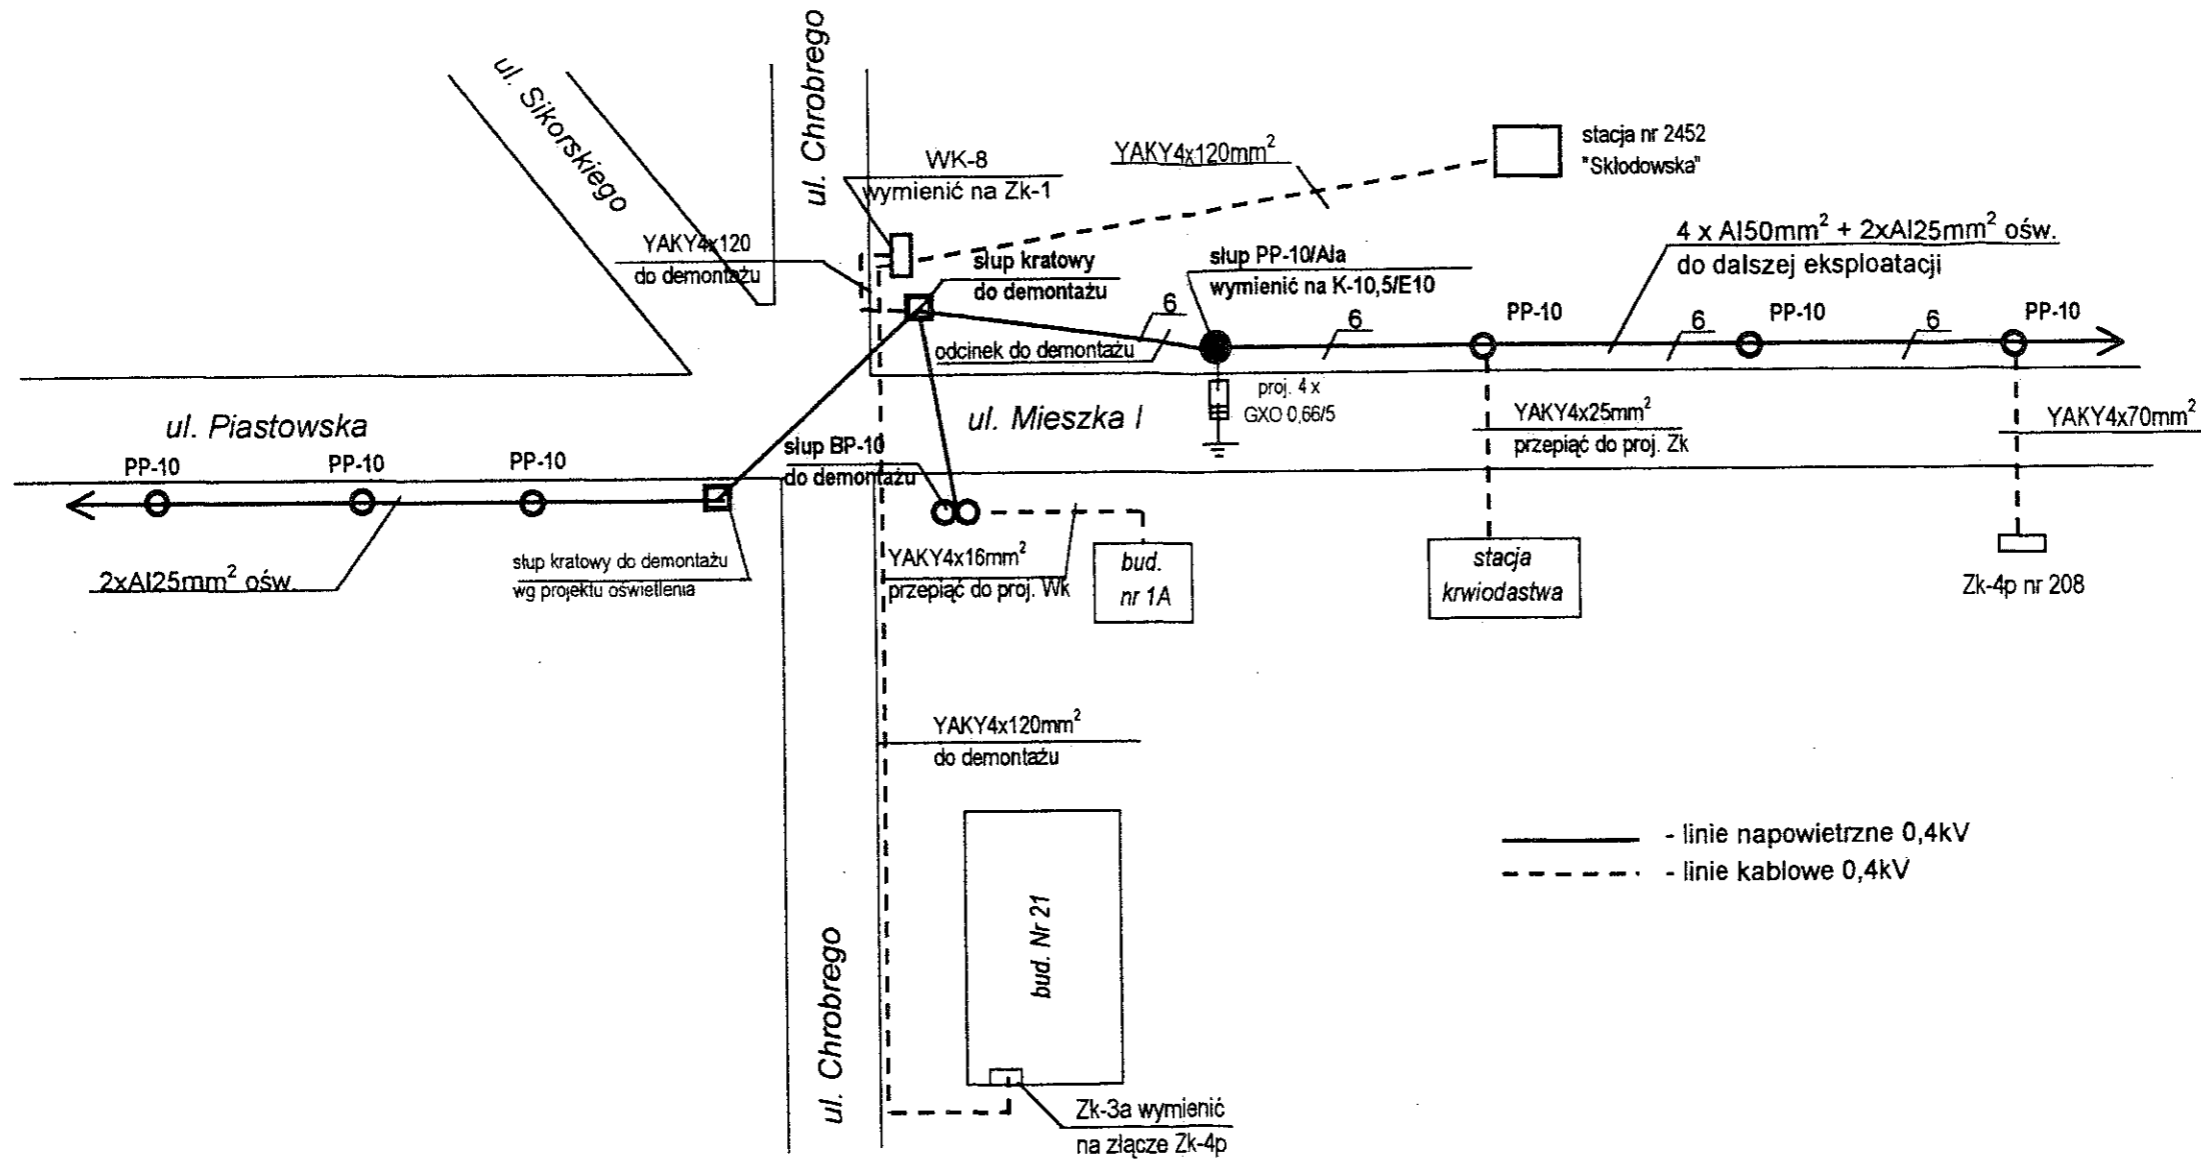 ul. Sikorskiego
ul. Chrobrego
WK-8
wymienić na Zk-1
YAKY4x120mm²
stacja nr 2452
"Skłodowska"
YAKY4x120
do demontażu
słup kratowy
do demontażu
słup PP-10/Ala
wymienić na K-10,5/E10
4 x Al50mm² + 2xAl25mm² ośw.
do dalszej eksploatacji
6
6
PP-10
6
PP-10
6
PP-10
odcinek do demontażu
proj. 4 x
GXO 0,66/5
ul. Piastowska
ul. Mieszka I
YAKY4x25mm²
przepiąć do proj. Zk
YAKY4x70mm²
PP-10
PP-10
PP-10
słup BP-10
do demontażu
2xAl25mm² ośw.
słup kratowy do demontażu
wg projektu oświetlenia
YAKY4x16mm²
przepiąć do proj. Wk
bud.
nr 1A
stacja
krwiodastwa
Zk-4p nr 208
YAKY4x120mm²
do demontażu
bud. Nr 21
- linie napowietrzne 0,4kV
- linie kablowe 0,4kV
ul. Chrobrego
Zk-3a wymienić
na złącze Zk-4p